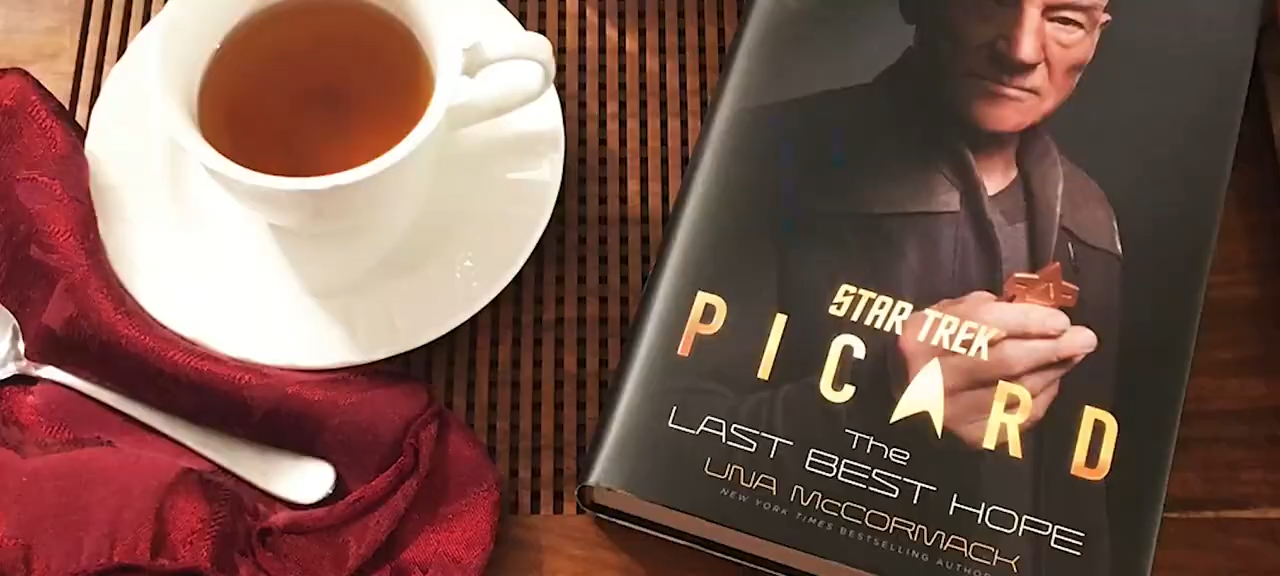 STAR TREK
PICARD
The
LAST BEST HOPE
UNA McCORMACK
NEW YORK TIMES BESTSELLING AUTHOR